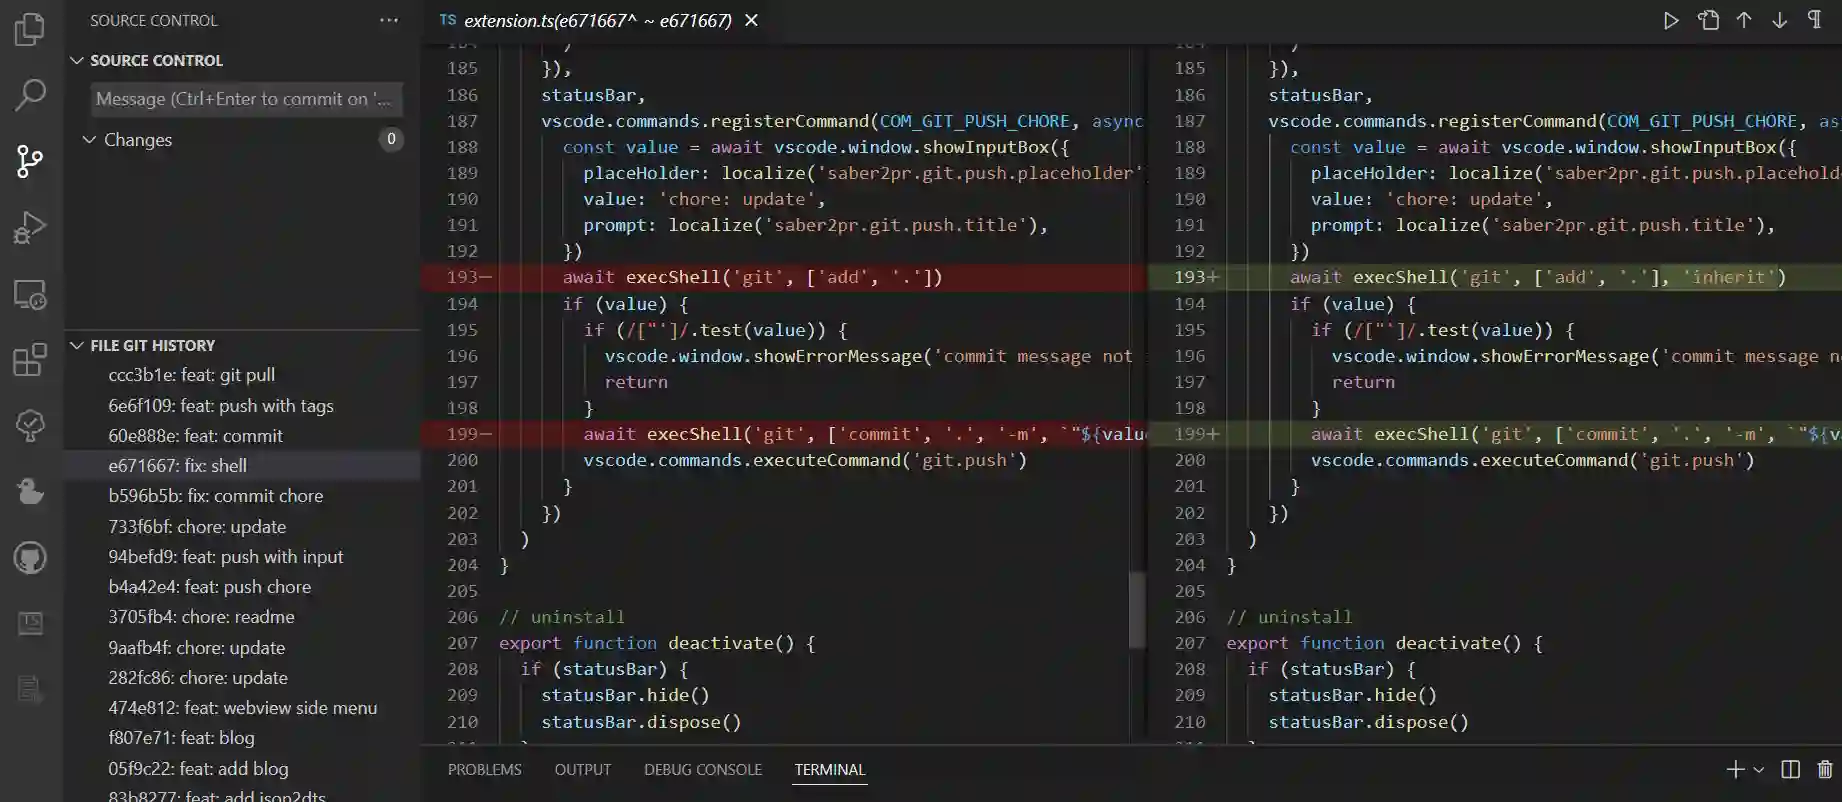 SOURCE CONTROL
SOURCE CONTROL
Message (Ctrl+Enter to commit on '...
Changes
0
FILE GIT HISTORY
ccc3b1e: feat: git pull
6e6f109: feat: push with tags
60e888e: feat: commit
e671667: fix: shell
b596b5b: fix: commit chore
733f6bf: chore: update
94befd9: feat: push with input
b4a42e4: feat: push chore
3705fb4: chore: readme
9aafb4f: chore: update
282fc86: chore: update
474e812: feat: webview side menu
f807e71: feat: blog
05f9c22: feat: add blog
83b8277: feat: add json2dts
TS extension.ts(e671667^ ~ e671667)
184 )
185 }),
186 statusBar,
187 vscode.commands.registerCommand(COM_GIT_PUSH_CHORE, async
188 const value = await vscode.window.showInputBox({
189 placeHolder: localize('saber2pr.git.push.placeholder'
190 value: 'chore: update',
191 prompt: localize('saber2pr.git.push.title'),
192 })
193− await execShell('git', ['add', '.'])
194 if (value) {
195 if (/["']/.test(value)) {
196 vscode.window.showErrorMessage('commit message not
197 return
198 }
199− await execShell('git', ['commit', '.', '-m', `"${valu
200 vscode.commands.executeCommand('git.push')
201 }
202 })
203 )
204 }
205
206 // uninstall
207 export function deactivate() {
208 if (statusBar) {
209 statusBar.hide()
210 statusBar.dispose()
184 )
185 }),
186 statusBar,
187 vscode.commands.registerCommand(COM_GIT_PUSH_CHORE, as
188 const value = await vscode.window.showInputBox({
189 placeHolder: localize('saber2pr.git.push.placehold
190 value: 'chore: update',
191 prompt: localize('saber2pr.git.push.title'),
192 })
193+ await execShell('git', ['add', '.'], 'inherit')
194 if (value) {
195 if (/["']/.test(value)) {
196 vscode.window.showErrorMessage('commit message n
197 return
198 }
199+ await execShell('git', ['commit', '.', '-m', `"${v
200 vscode.commands.executeCommand('git.push')
201 }
202 })
203 )
204 }
205
206 // uninstall
207 export function deactivate() {
208 if (statusBar) {
209 statusBar.hide()
210 statusBar.dispose()
PROBLEMS OUTPUT DEBUG CONSOLE TERMINAL